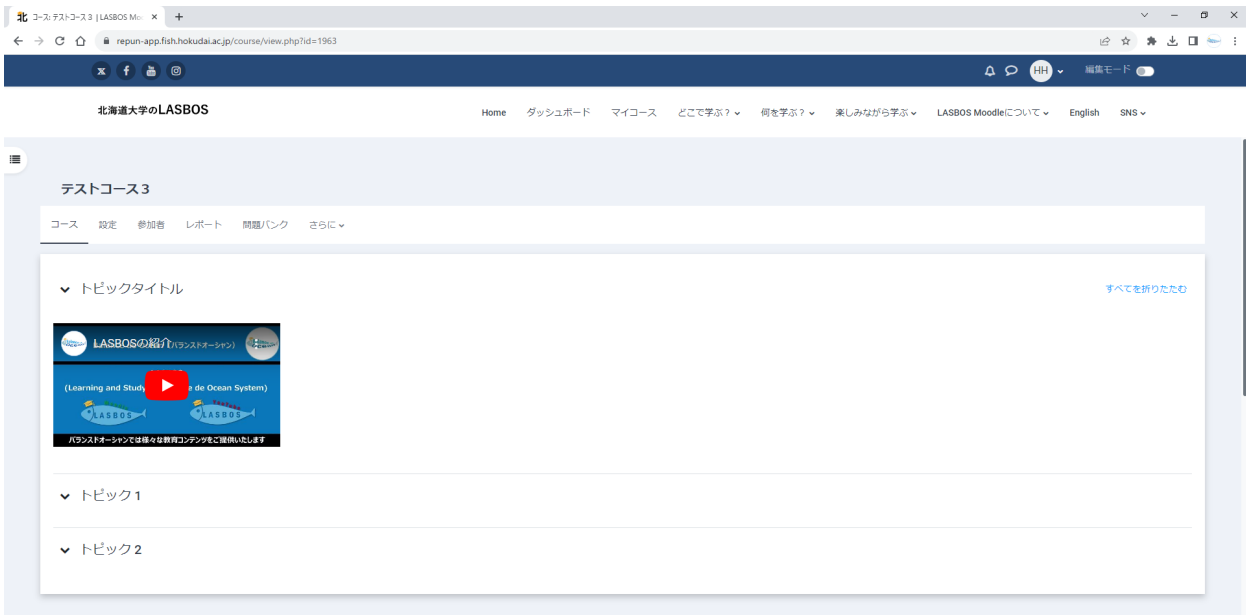 コース: テストコース 3 | LASBOS Mo
repun-app.fish.hokudai.ac.jp/course/view.php?id=1963
HH
編集モード
北海道大学のLASBOS
Home ダッシュボード マイコース どこで学ぶ？ 何を学ぶ？ 楽しみながら学ぶ LASBOS Moodleについて English SNS
テストコース 3
コース 設定 参加者 レポート 問題バンク さらに
トピックタイトル
すべてを折りたたむ
LASBOSの紹介
(バランスドオーシャン)
(Learning and Study e de Ocean System)
LASBOS LASBOS
バランスドオーシャンでは様々な教育コンテンツをご提供いたします
トピック 1
トピック 2